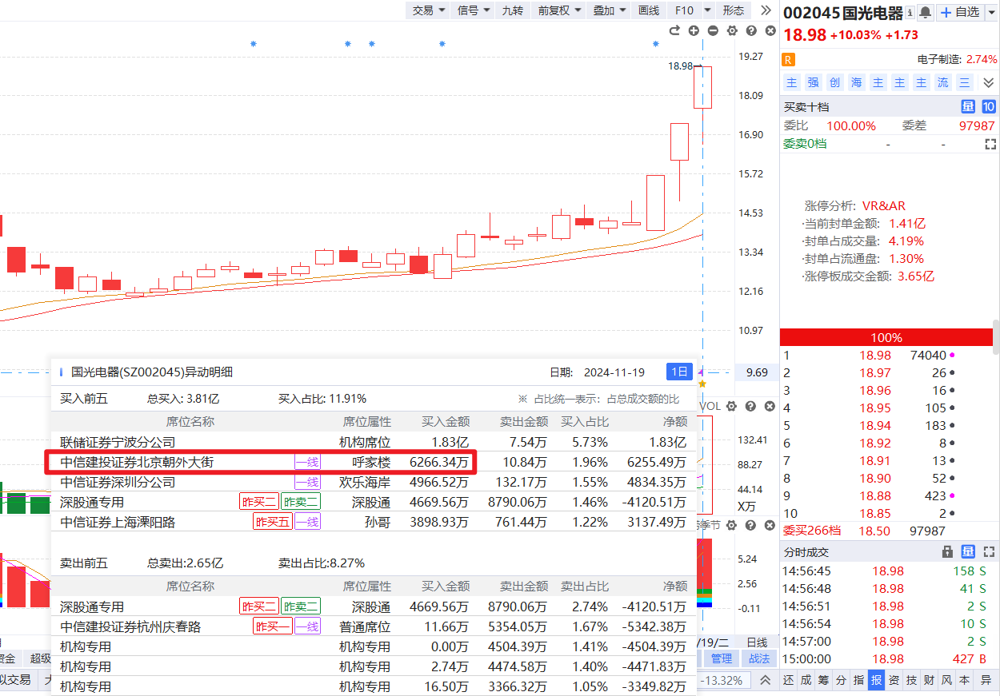 交易 信号 九转 前复权 叠加 画线 F10 形态
002045 国光电器 自选
18.98 +10.03% +1.73
R 电子制造: 2.74%
主 强 创 海 主 主 主 流 三
买卖十档 量 10
委比 100.00% 委差 97987
委卖0档 - -
涨停分析: VR&AR
·当前封单金额: 1.41亿
·封单占成交量: 4.19%
·封单占流通盘: 1.30%
·涨停板成交金额: 3.65亿
100%
1 18.98 74040
2 18.97 26
3 18.96 16
4 18.95 105
5 18.94 183
6 18.92 8
7 18.91 13
8 18.90 52
9 18.88 423
10 18.85 2
委买266档 18.50 97987
分时成交 量
14:56:45 18.98 158 S
14:56:48 18.98 41 S
14:56:51 18.98 2 S
14:56:54 18.98 10 S
14:57:00 18.98 2 S
15:00:00 18.98 427 B
还 成 筹 分 指 报 资 技 财 风 本 异
18.98
19.27
18.09
16.90
15.72
14.53
13.34
12.16
10.97
9.69
VOL
132.41
88.27
44.14
X万
季节
5.24
2.56
-0.11
/19/二 日线
管理 战法
-13.32%
资金 超级
以交易
国光电器(SZ002045)异动明细 日期: 2024-11-19 1日
买入前五 总买入: 3.81亿 买入占比: 11.91% ※ 占比统一表示：占总成交额的比
席位名称 席位属性 买入金额 卖出金额 买入占比 净额
联储证券宁波分公司 机构席位 1.83亿 7.54万 5.73% 1.83亿
中信建投证券北京朝外大街 一线 呼家楼 6266.34万 10.84万 1.96% 6255.49万
中信证券深圳分公司 一线 欢乐海岸 4966.52万 132.17万 1.55% 4834.35万
深股通专用 昨买二 昨卖二 深股通 4669.56万 8790.06万 1.46% -4120.51万
中信证券上海溧阳路 昨买五 一线 孙哥 3898.93万 761.44万 1.22% 3137.49万
卖出前五 总卖出:2.65亿 卖出占比:8.27%
席位名称 席位属性 买入金额 卖出金额 卖出占比 净额
深股通专用 昨买二 昨卖二 深股通 4669.56万 8790.06万 2.74% -4120.51万
中信建投证券杭州庆春路 昨买一 一线 普通席位 11.66万 5354.05万 1.67% -5342.38万
机构专用 机构专用 0.00万 4504.39万 1.41% -4504.39万
机构专用 机构专用 2.74万 4474.58万 1.40% -4471.83万
机构专用 机构专用 16.50万 3366.32万 1.05% -3349.82万